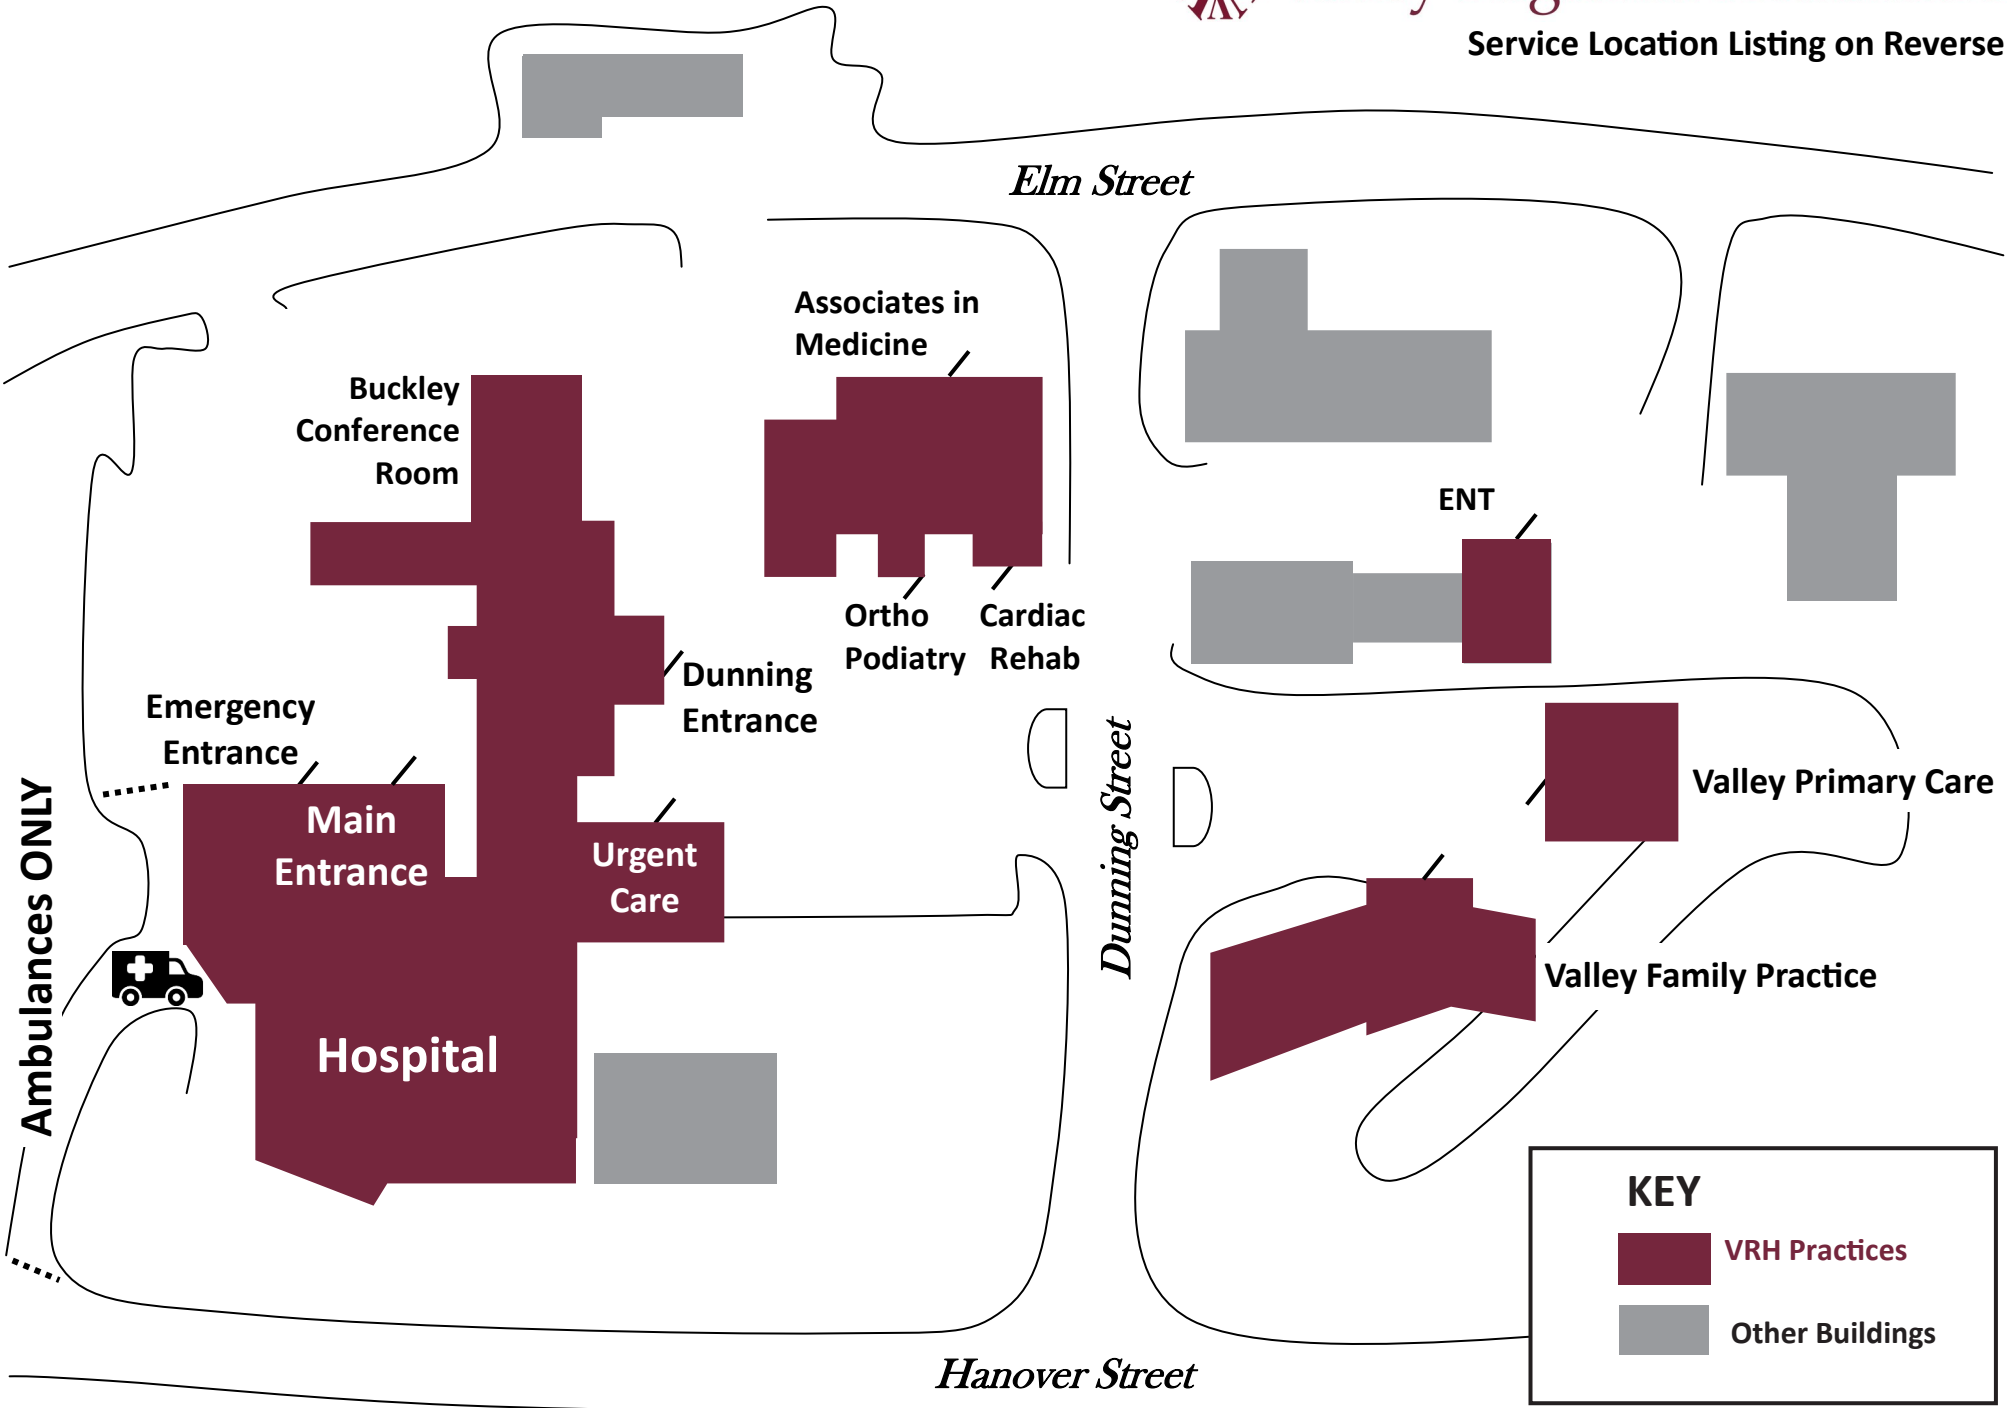 Service Location Listing on Reverse
Elm Street
Associates in
Medicine
Buckley
Conference
Room
ENT
Ortho
Podiatry
Cardiac
Rehab
Dunning
Entrance
Emergency
Entrance
Main
Entrance
Urgent
Care
Dunning Street
Valley Primary Care
Valley Family Practice
Ambulances ONLY
Hospital
Hanover Street
KEY
VRH Practices
Other Buildings